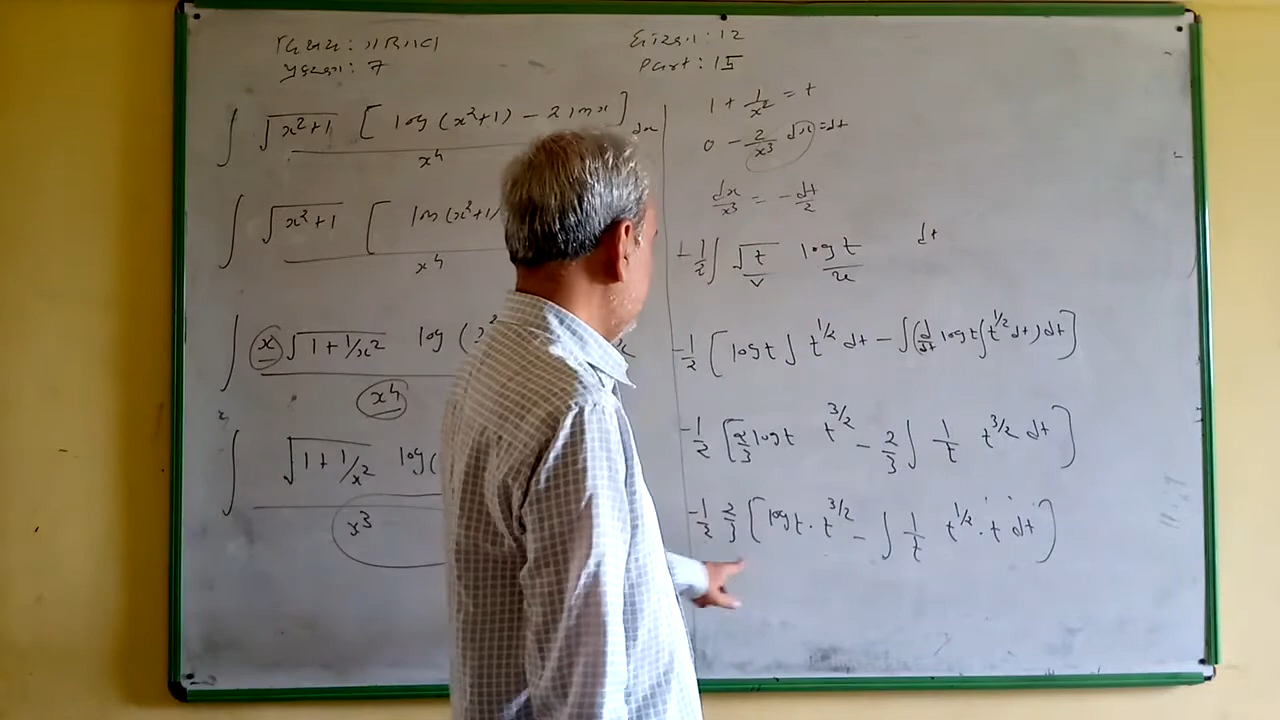 વિષય : ગણિત
પ્રકરણ : 7
ધોરણ : 12
Part : 15
∫ √(x²+1) [ log (x²+1) − 2 ln x ] / x⁴ dx
∫ √(x²+1) [ ln (x²+1)
x⁴
∫ x √(1 + 1/x²) log (
x⁴
∫ √(1 + 1/x²) log(
x³
1 + 1/x² = t
0 − 2/x³ dx = dt
dx/x³ = − dt/2
−1/2 ∫ √t log t dt
v u
−1/2 [ log t ∫ t^1/2 dt − ∫ (d/dt log t ∫ t^1/2 dt) dt ]
−1/2 [ 2/3 log t t^3/2 − 2/3 ∫ 1/t t^3/2 dt ]
−1/2 2/3 [ log t · t^3/2 − ∫ 1/t t^1/2 · t dt ]